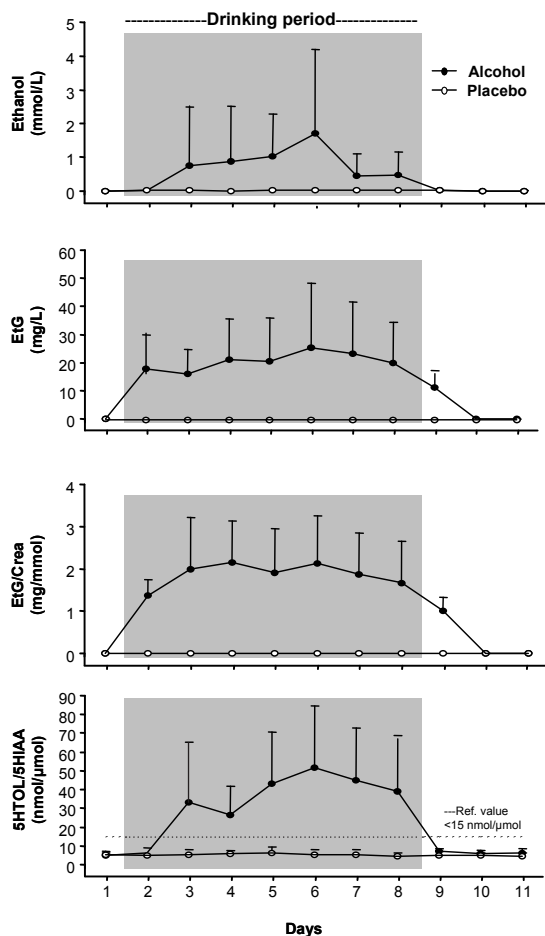 ---------------Drinking period---------------
5
4
3
2
1
0
Ethanol
(mmol/L)
Alcohol
Placebo
60
50
40
30
20
10
0
EtG
(mg/L)
4
3
2
1
0
EtG/Crea
(mg/mmol)
90
80
70
60
50
40
30
20
10
0
5HTOL/5HIAA
(nmol/µmol)
---Ref. value
<15 nmol/µmol
1 2 3 4 5 6 7 8 9 10 11
Days